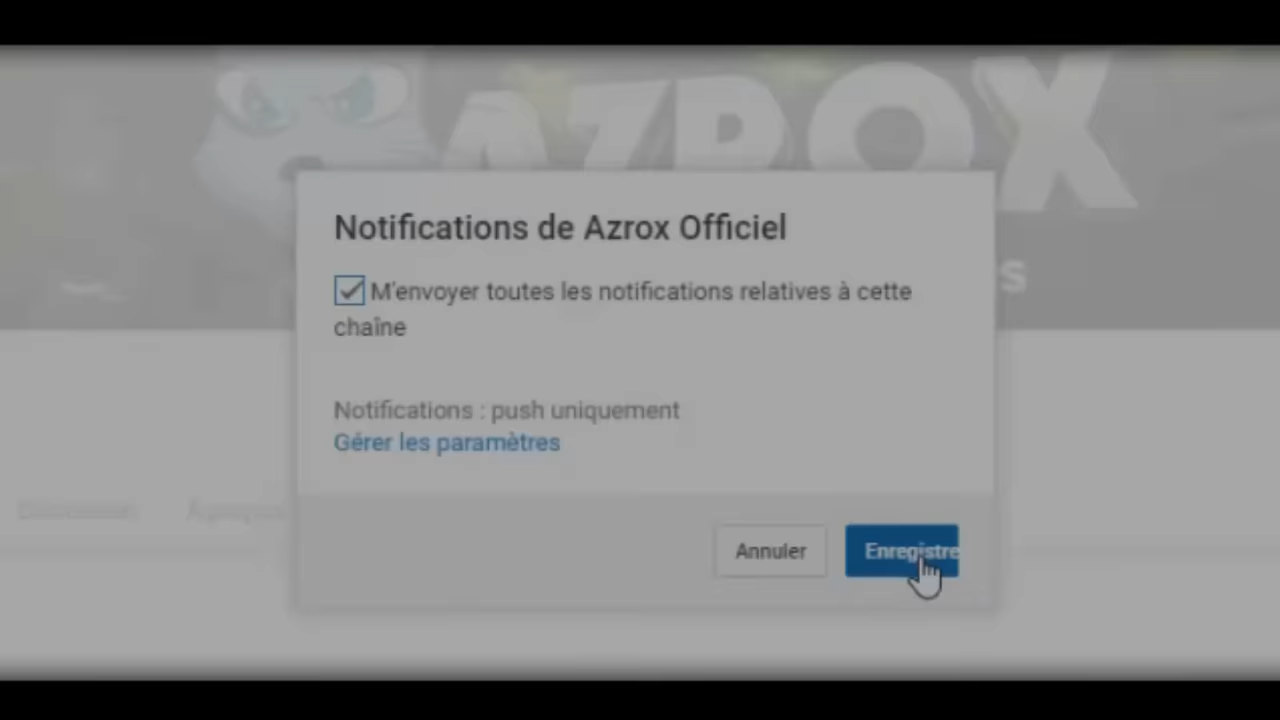 AZROX
s
Notifications de Azrox Officiel
M'envoyer toutes les notifications relatives à cette
chaîne
Notifications : push uniquement
Gérer les paramètres
Annuler
Enregistre